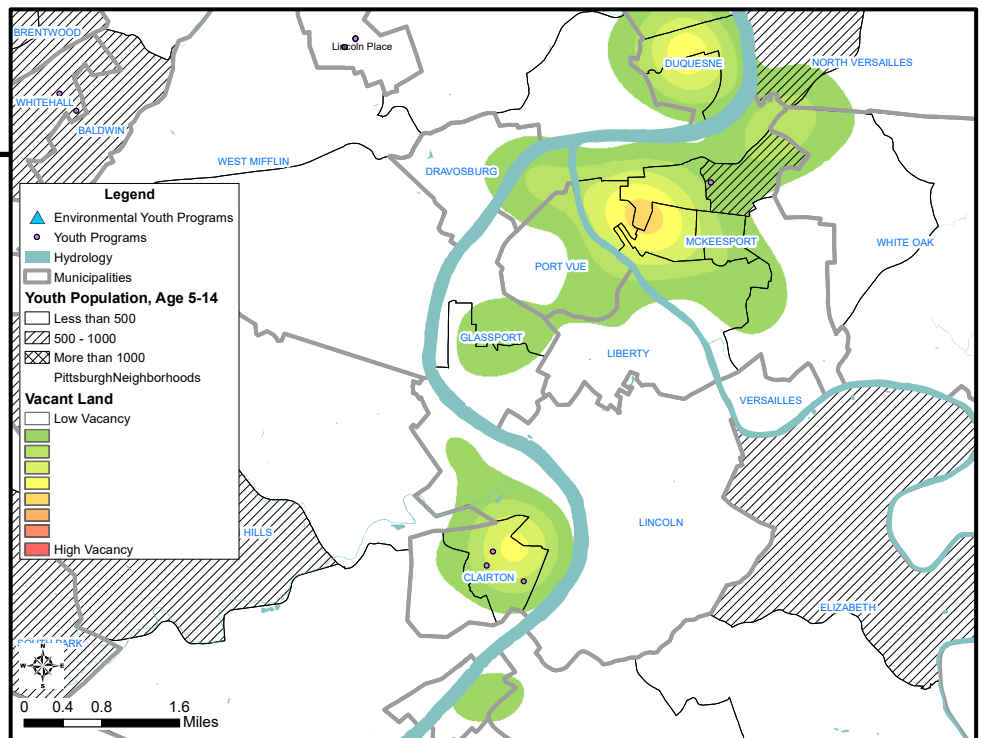 BRENTWOOD
Lincoln Place
DUQUESNE
NORTH VERSAILLES
WHITEHALL
BALDWIN
WEST MIFFLIN
DRAVOSBURG
Legend
Environmental Youth Programs
Youth Programs
Hydrology
Municipalities
Youth Population, Age 5-14
Less than 500
500 - 1000
More than 1000
PittsburghNeighborhoods
Vacant Land
Low Vacancy
High Vacancy
MCKEESPORT
WHITE OAK
PORT VUE
GLASSPORT
LIBERTY
VERSAILLES
HILLS
LINCOLN
CLAIRTON
ELIZABETH
SOUTH PARK
N
W E
S
0 0.4 0.8 1.6
Miles